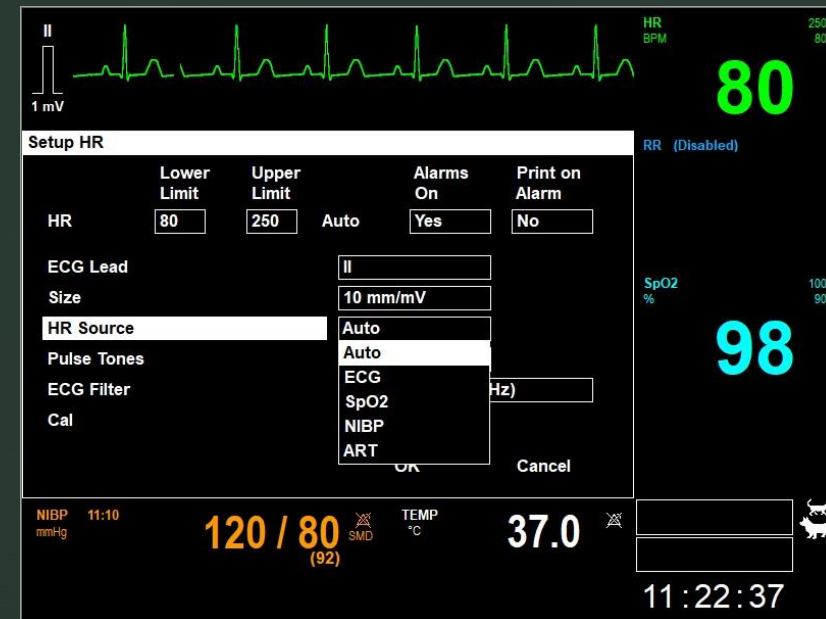 II
1 mV
HR 250
BPM 80
80
Setup HR
RR (Disabled)
Lower Upper Alarms Print on
Limit Limit On Alarm
HR 80 250 Auto Yes No
ECG Lead II
Size 10 mm/mV
HR Source Auto
Pulse Tones Auto
ECG
ECG Filter Hz)
SpO2
Cal NIBP
ART
OK Cancel
SpO2 100
% 90
98
NIBP 11:10
mmHg
120 / 80
(92)
SMD
TEMP
°C
37.0
11:22:37